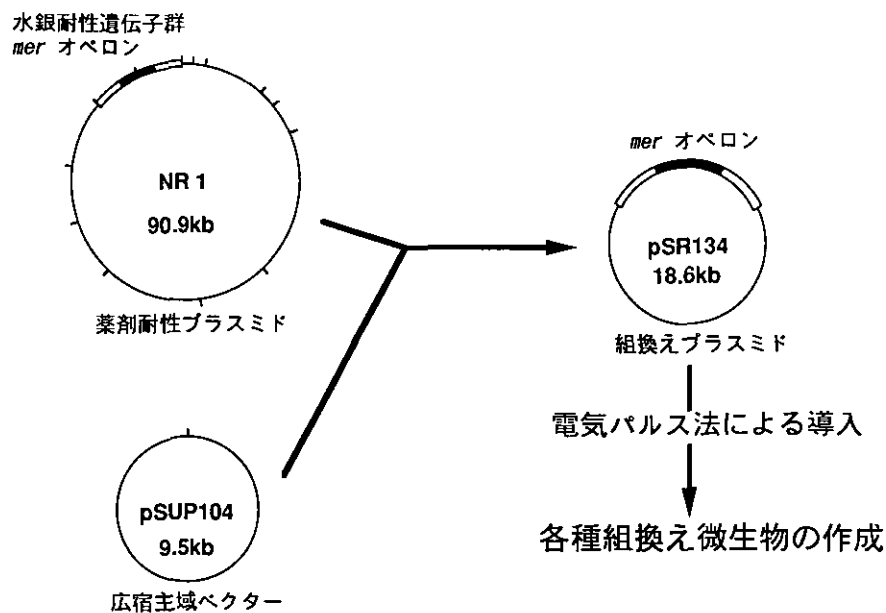 水銀耐性遺伝子群
mer オペロン
NR 1
90.9kb
薬剤耐性プラスミド
pSUP104
9.5kb
広宿主域ベクター
mer オペロン
pSR134
18.6kb
組換えプラスミド
電気パルス法による導入
各種組換え微生物の作成